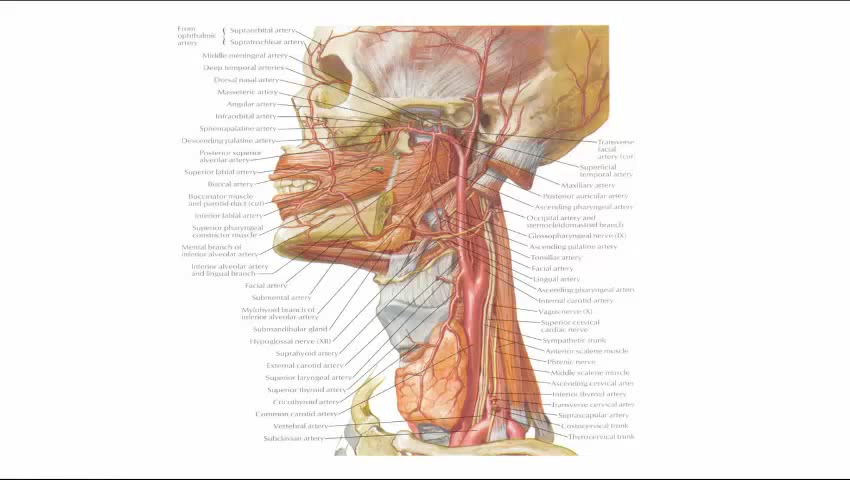 From
ophthalmic
artery
Supraorbital artery
Supratrochlear artery
Middle meningeal artery
Deep temporal arteries
Dorsal nasal artery
Masseteric artery
Angular artery
Infraorbital artery
Sphenopalatine artery
Descending palatine artery
Posterior superior
alveolar artery
Superior labial artery
Buccal artery
Buccinator muscle
and parotid duct (cut)
Inferior labial artery
Superior pharyngeal
constrictor muscle
Mental branch of
inferior alveolar artery
Inferior alveolar artery
and lingual branch
Facial artery
Submental artery
Mylohyoid branch of
inferior alveolar artery
Submandibular gland
Hypoglossal nerve (XII)
Suprahyoid artery
External carotid artery
Superior laryngeal artery
Superior thyroid artery
Cricothyroid artery
Common carotid artery
Vertebral artery
Subclavian artery
Transverse
facial
artery (cut
Superficial
temporal artery
Maxillary artery
Posterior auricular artery
Ascending pharyngeal artery
Occipital artery and
sternocleidomastoid branch
Glossopharyngeal nerve (IX)
Ascending palatine artery
Tonsillar artery
Facial artery
Lingual artery
Ascending pharyngeal artery
Internal carotid artery
Vagus nerve (X)
Superior cervical
cardiac nerve
Sympathetic trunk
Anterior scalene muscle
Phrenic nerve
Middle scalene muscle
Ascending cervical arter
Inferior thyroid artery
Transverse cervical arter
Suprascapular artery
Costocervical trunk
Thyrocervical trunk